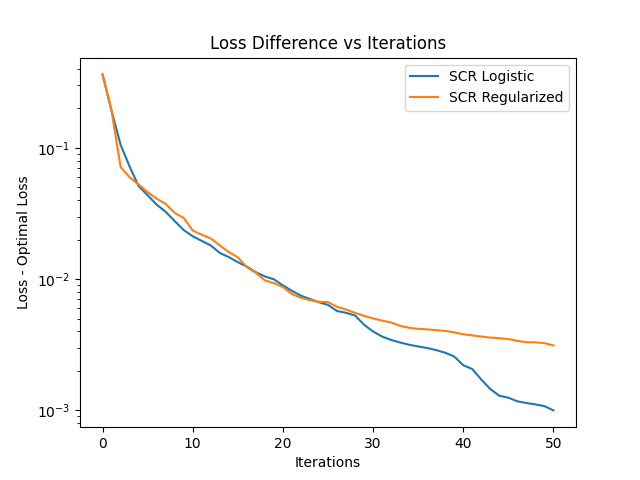 Loss Difference vs Iterations
SCR Logistic
SCR Regularized
Loss - Optimal Loss
10⁻¹
10⁻²
10⁻³
0 10 20 30 40 50
Iterations